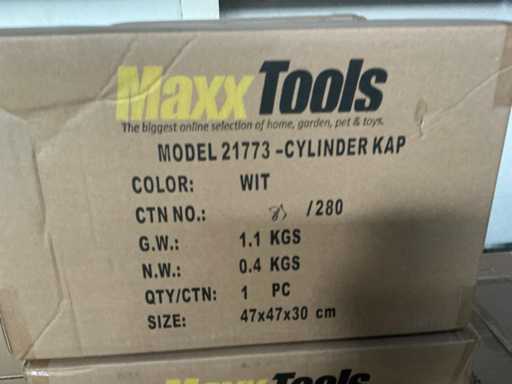 MaxxTools
The biggest online selection of home, garden, pet & toys.
MODEL 21773 -CYLINDER KAP
COLOR: WIT
CTN NO.: /280
G.W.: 1.1 KGS
N.W.: 0.4 KGS
QTY/CTN: 1 PC
SIZE: 47x47x30 cm
MaxxTools